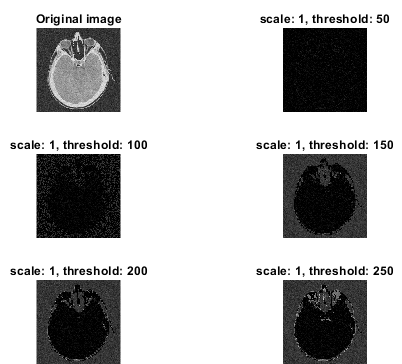 Original image
scale: 1, threshold: 50
scale: 1, threshold: 100
scale: 1, threshold: 150
scale: 1, threshold: 200
scale: 1, threshold: 250